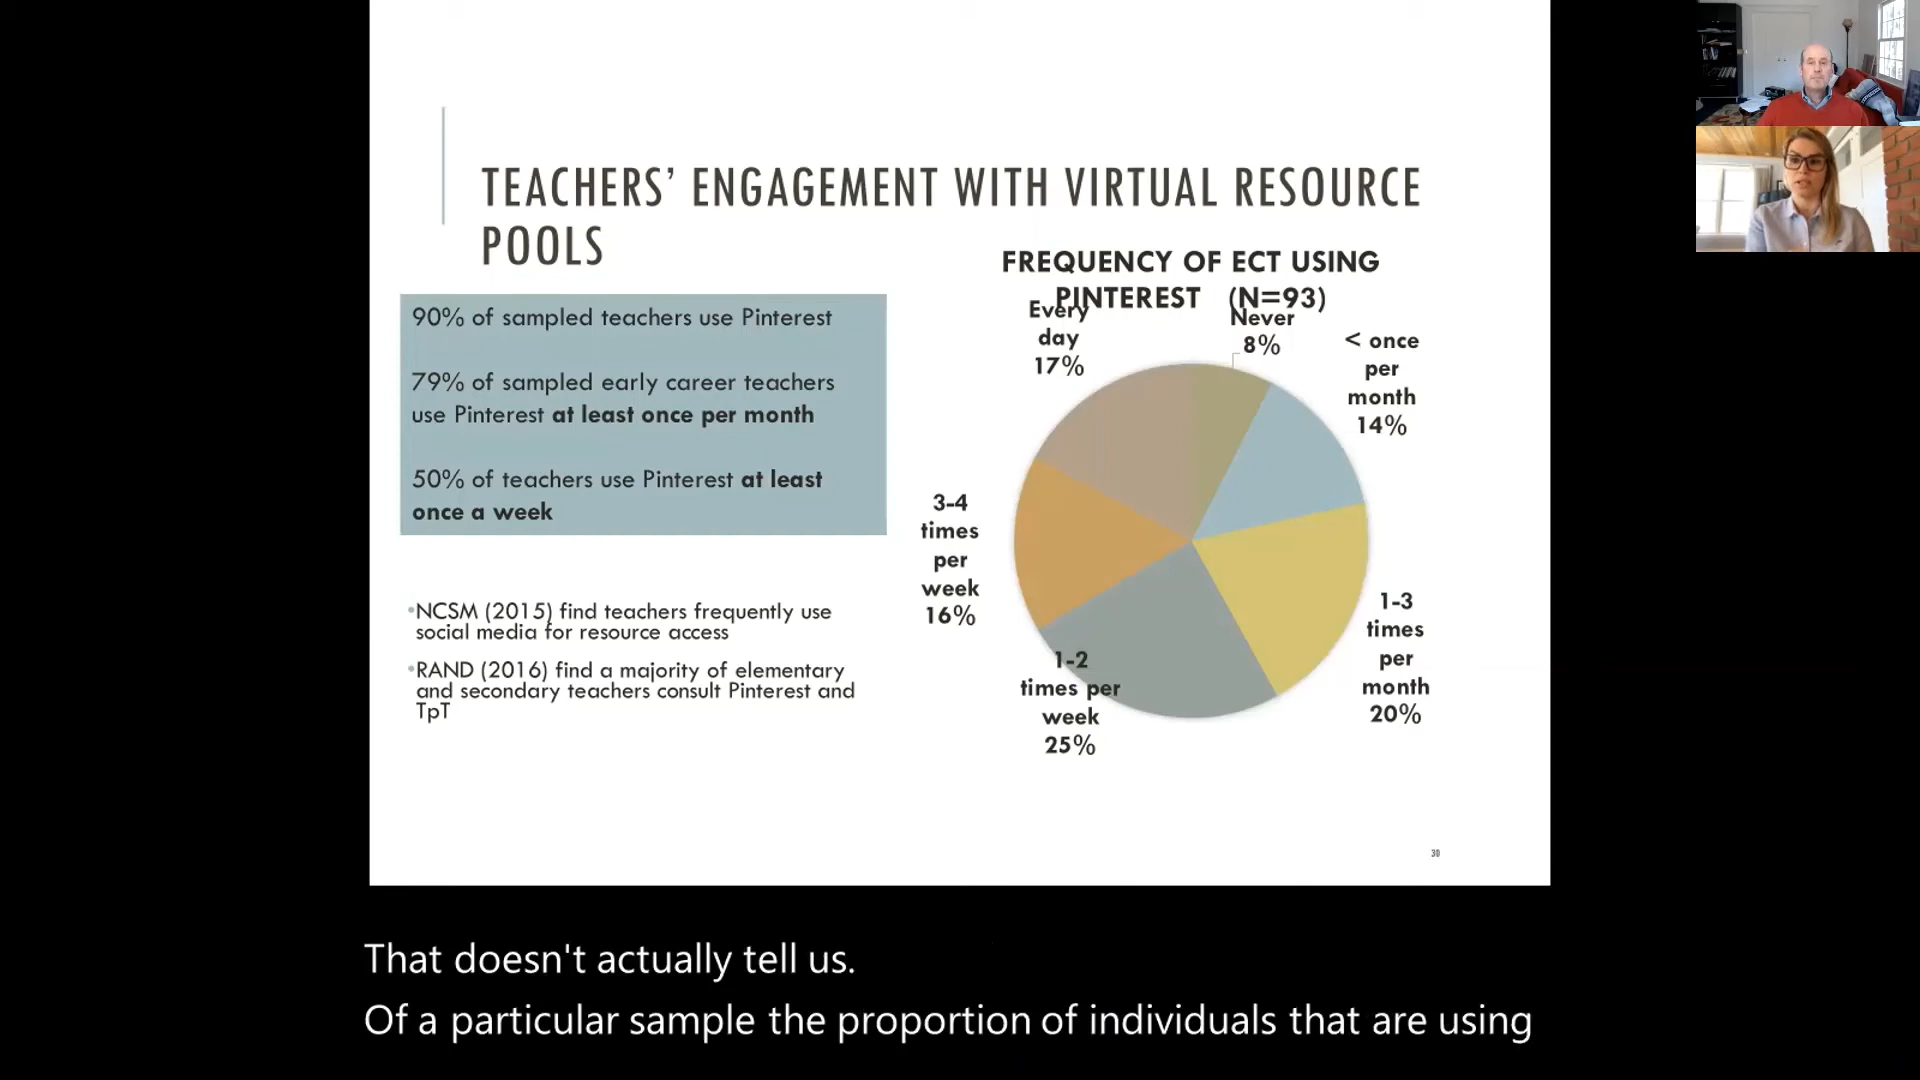 TEACHERS’ ENGAGEMENT WITH VIRTUAL RESOURCE
POOLS
90% of sampled teachers use Pinterest
79% of sampled early career teachers
use Pinterest at least once per month
50% of teachers use Pinterest at least
once a week
•NCSM (2015) find teachers frequently use
social media for resource access
•RAND (2016) find a majority of elementary
and secondary teachers consult Pinterest and
TpT
FREQUENCY OF ECT USING
PINTEREST (N=93)
Never
8%
< once
per
month
14%
1-3
times
per
month
20%
1-2
times per
week
25%
3-4
times
per
week
16%
Every
day
17%
30
That doesn't actually tell us.
Of a particular sample the proportion of individuals that are using